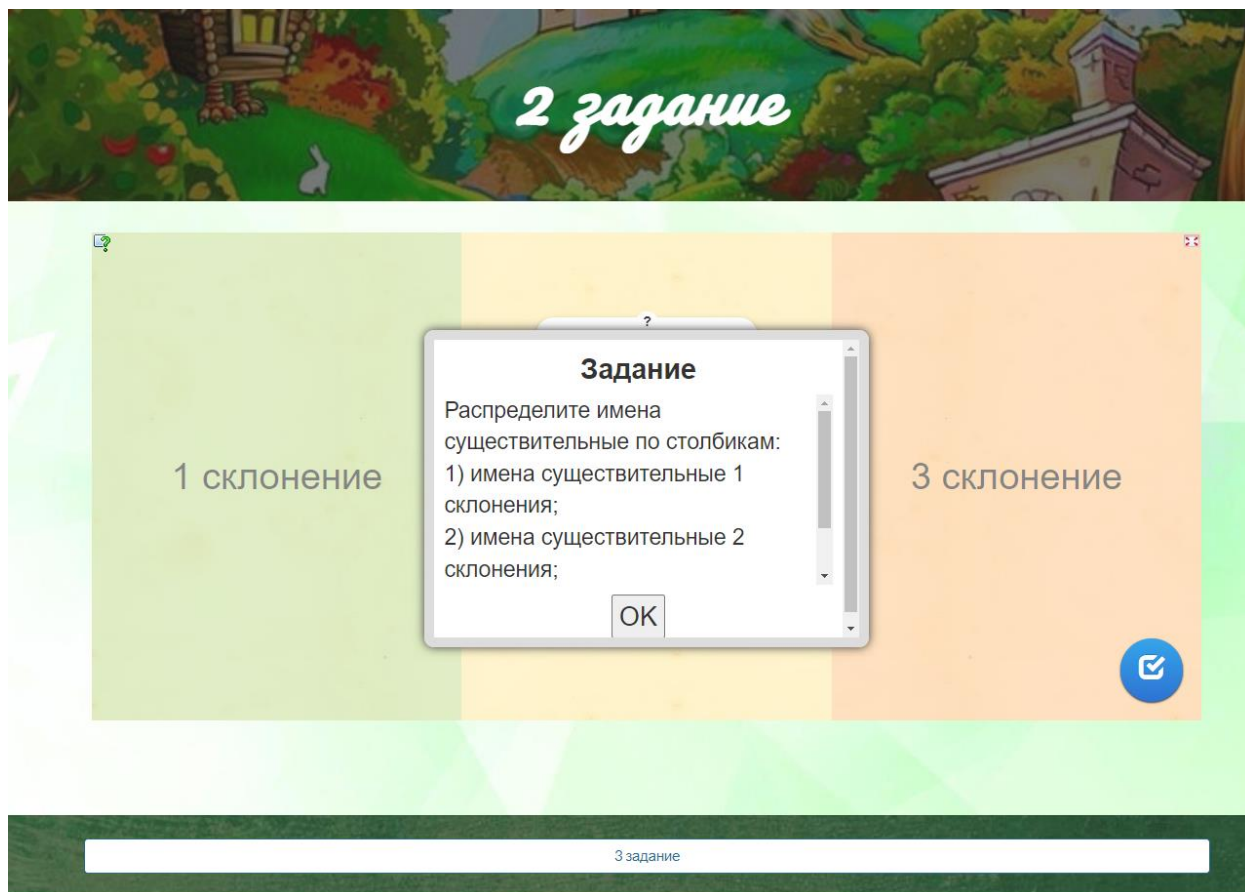 2 задание
?
Задание
Распределите имена
существительные по столбикам:
1) имена существительные 1
склонения;
2) имена существительные 2
склонения;
OK
1 склонение
3 склонение
3 задание